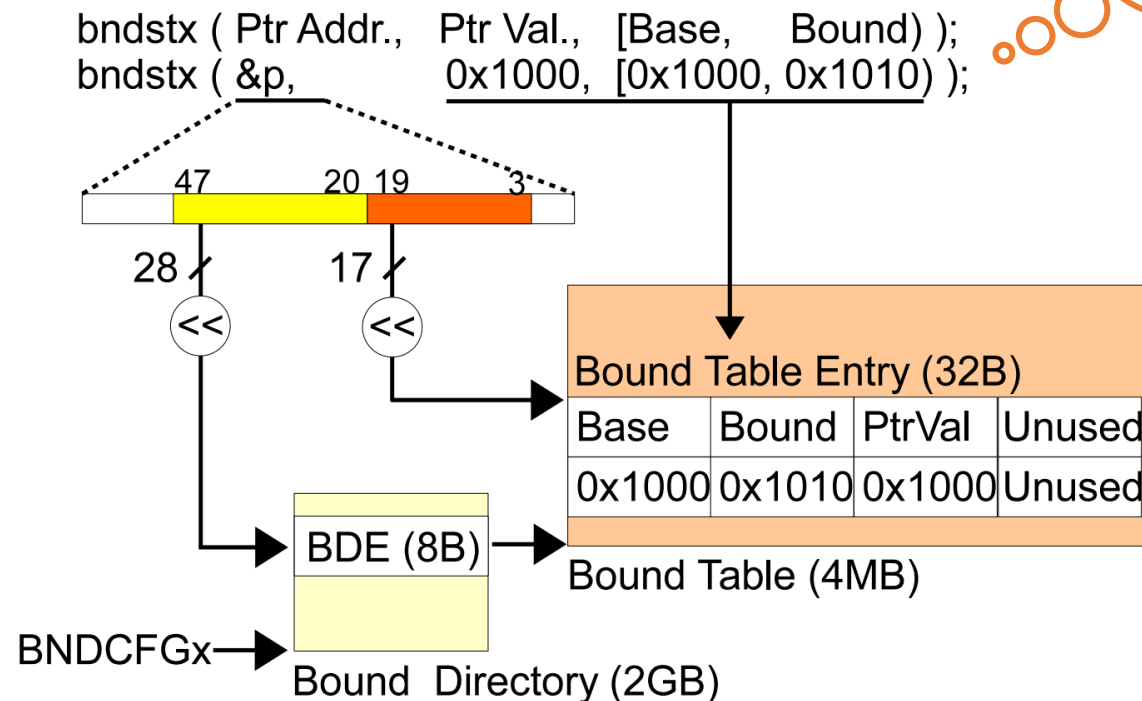 bndstx ( Ptr Addr., Ptr Val., [Base, Bound) );
bndstx ( &p, 0x1000, [0x1000, 0x1010) );
47 20 19 3
28 17
<< <<
Bound Table Entry (32B)
Base Bound PtrVal Unused
0x1000 0x1010 0x1000 Unused
BDE (8B)
Bound Table (4MB)
BNDCFGx
Bound Directory (2GB)